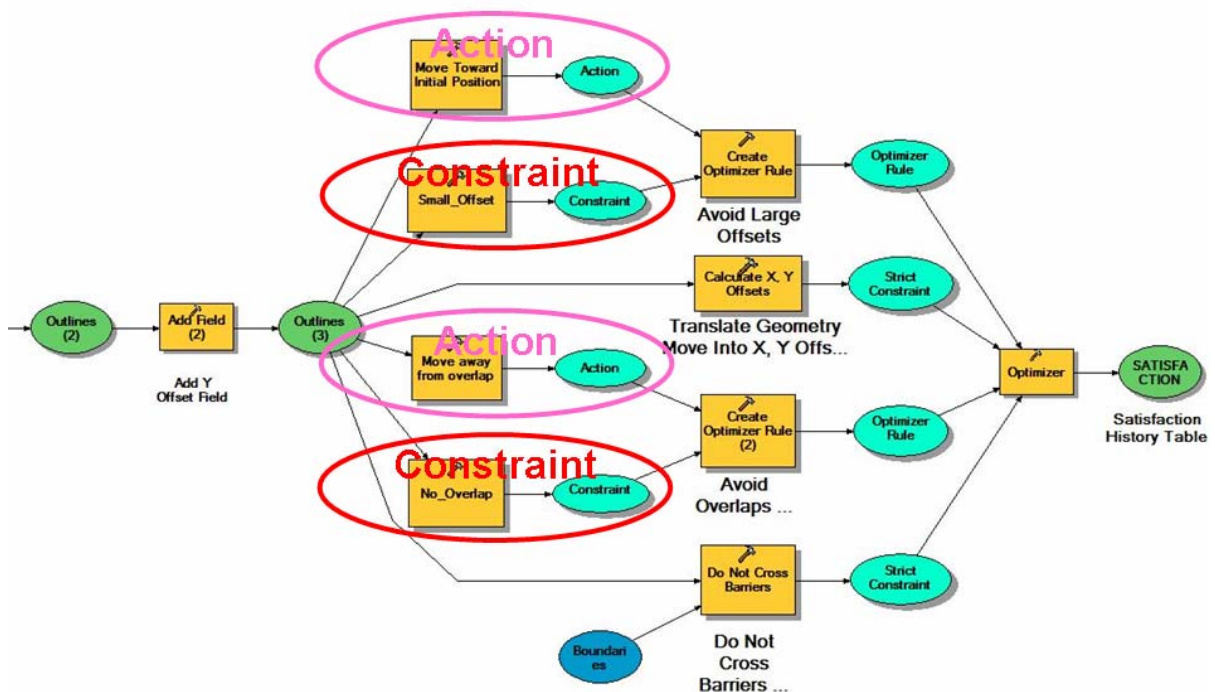 Action
Move Toward
Initial Position
Action
Constraint
Small_Offset
Constraint
Create
Optimizer Rule
Avoid Large
Offsets
Optimizer
Rule
Calculate X, Y
Offsets
Translate Geometry
Move Into X, Y Offs...
Strict
Constraint
Outlines
(2)
Add Field
(2)
Add Y
Offset Field
Outlines
(3)
Action
Move away
from overlap
Action
Optimizer
SATISFA
CTION
Satisfaction
History Table
Create
Optimizer Rule
(2)
Avoid
Overlaps ...
Optimizer
Rule
Constraint
No_Overlap
Constraint
Do Not Cross
Barriers
Do Not
Cross
Barriers ...
Strict
Constraint
Boundari
es